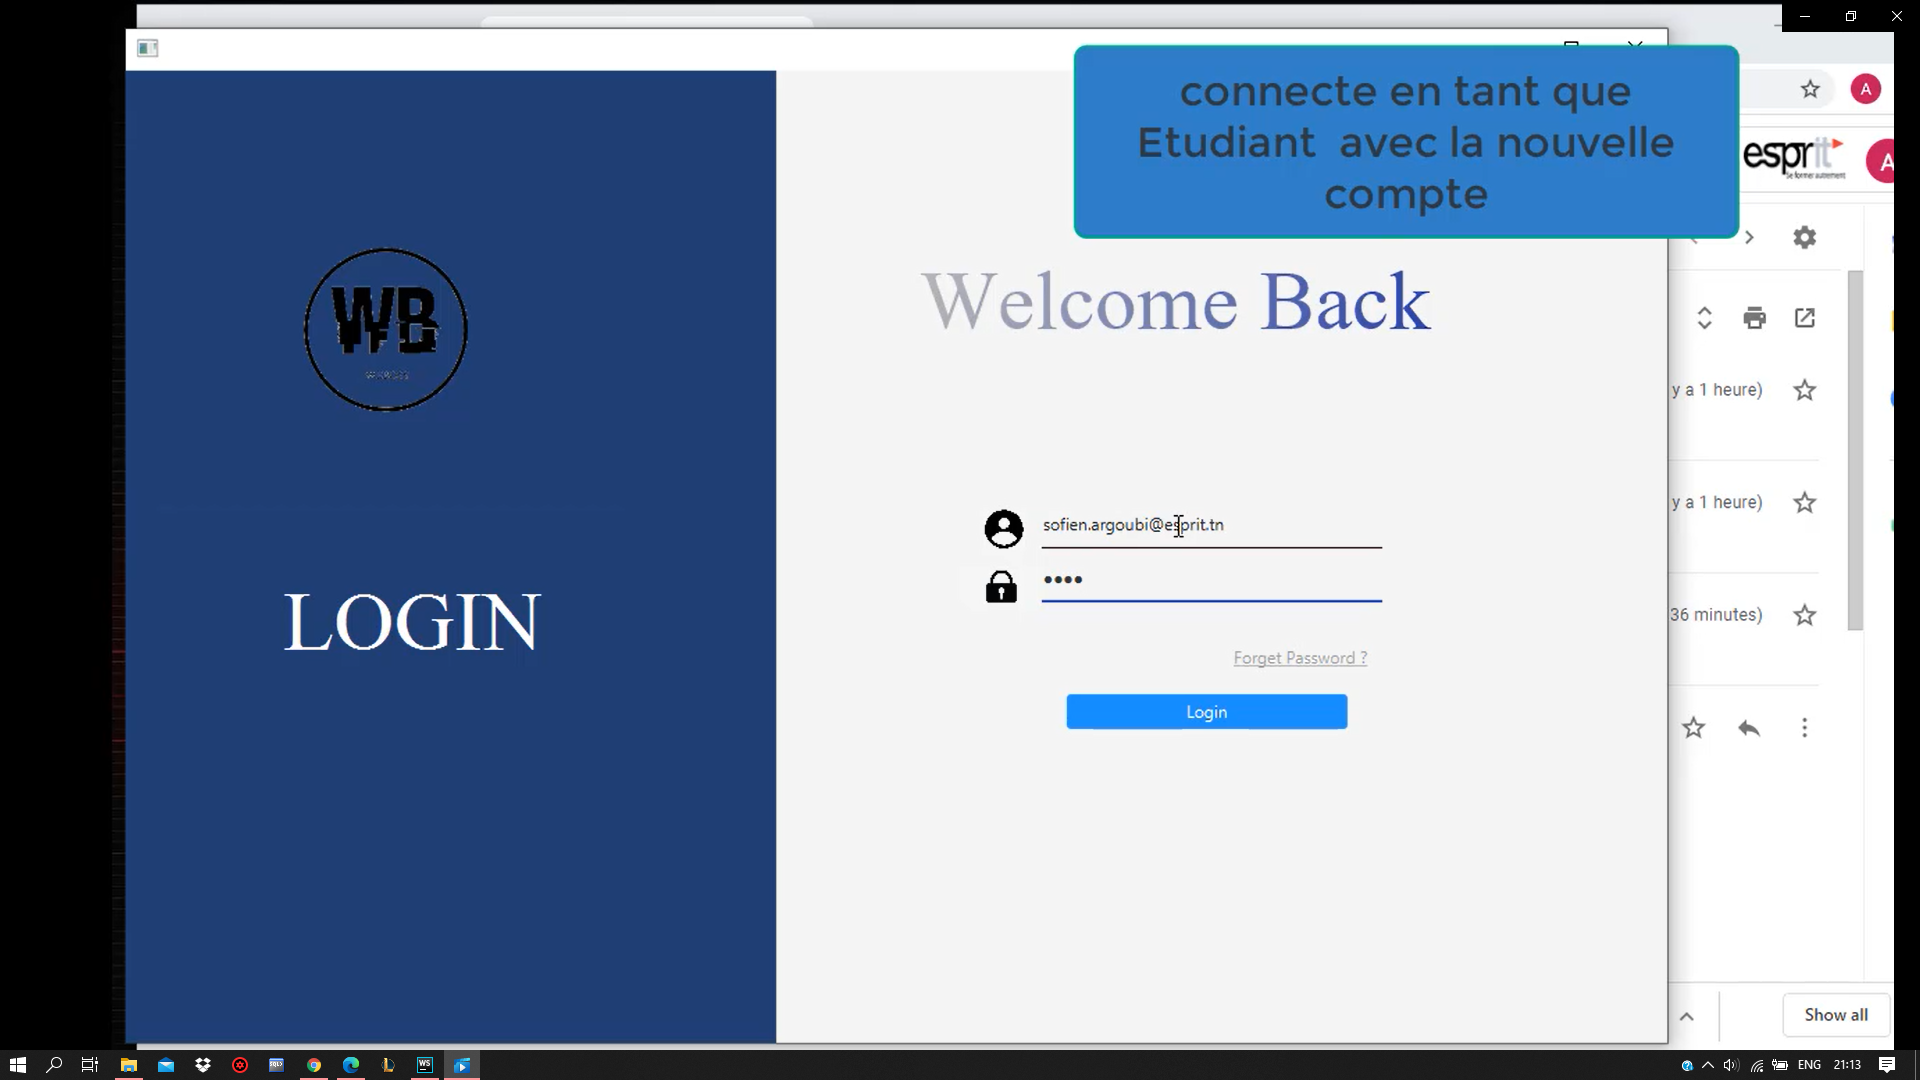 connecte en tant que
Etudiant avec la nouvelle
compte
A
esprit
Se former autrement
A
Welcome Back
WB
LOGIN
sofien.argoubi@esprit.tn
••••
Forget Password ?
Login
y a 1 heure)
y a 1 heure)
36 minutes)
Show all
WS
ENG
21:13